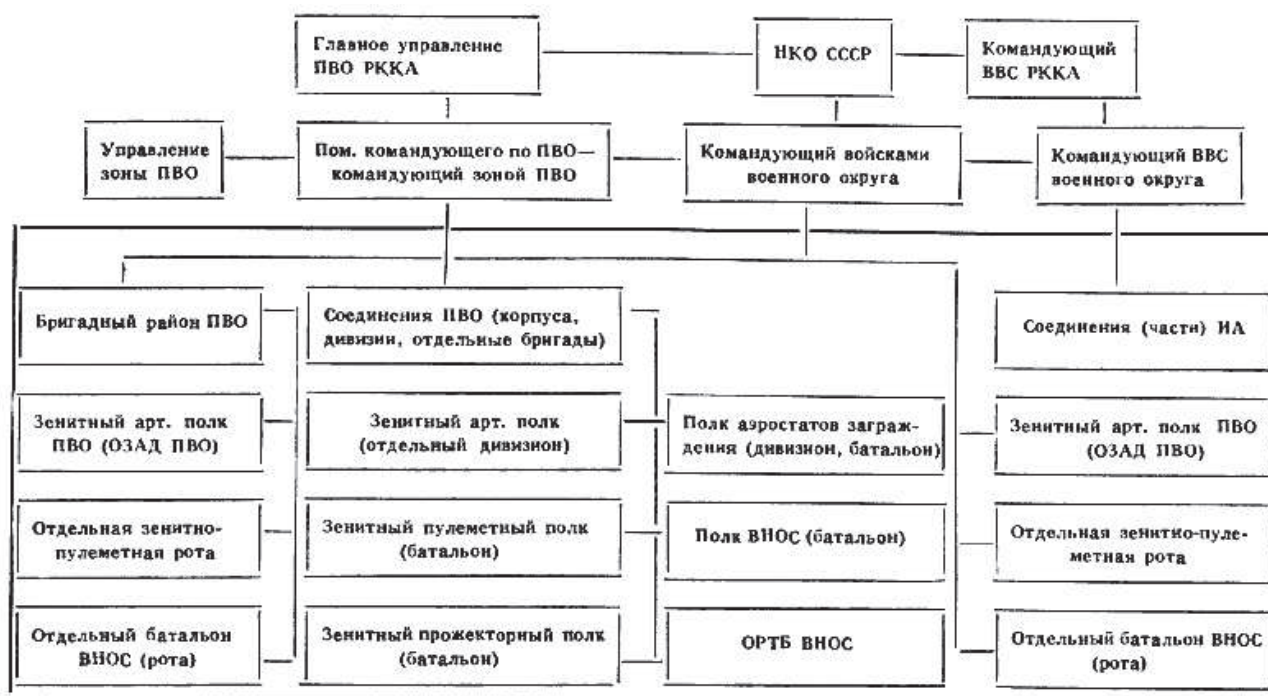 Главное управление
ПВО РККА
НКО СССР
Командующий
ВВС РККА
Управление
зоны ПВО
Пом. командующего по ПВО—
командующий зоной ПВО
Командующий войсками
военного округа
Командующий ВВС
военного округа
Бригадный район ПВО
Соединения ПВО (корпуса,
дивизии, отдельные бригады)
Соединения (части) ИА
Зенитный арт. полк
ПВО (ОЗАД ПВО)
Зенитный арт. полк
(отдельный дивизион)
Полк аэростатов заграж-
дения (дивизион, батальон)
Зенитный арт. полк ПВО
(ОЗАД ПВО)
Отдельная зенитно-
пулеметная рота
Зенитный пулеметный полк
(батальон)
Полк ВНОС (батальон)
Отдельная зенитно-пуле-
метная рота
Отдельный батальон
ВНОС (рота)
Зенитный прожекторный полк
(батальон)
ОРТБ ВНОС
Отдельный батальон ВНОС
(рота)